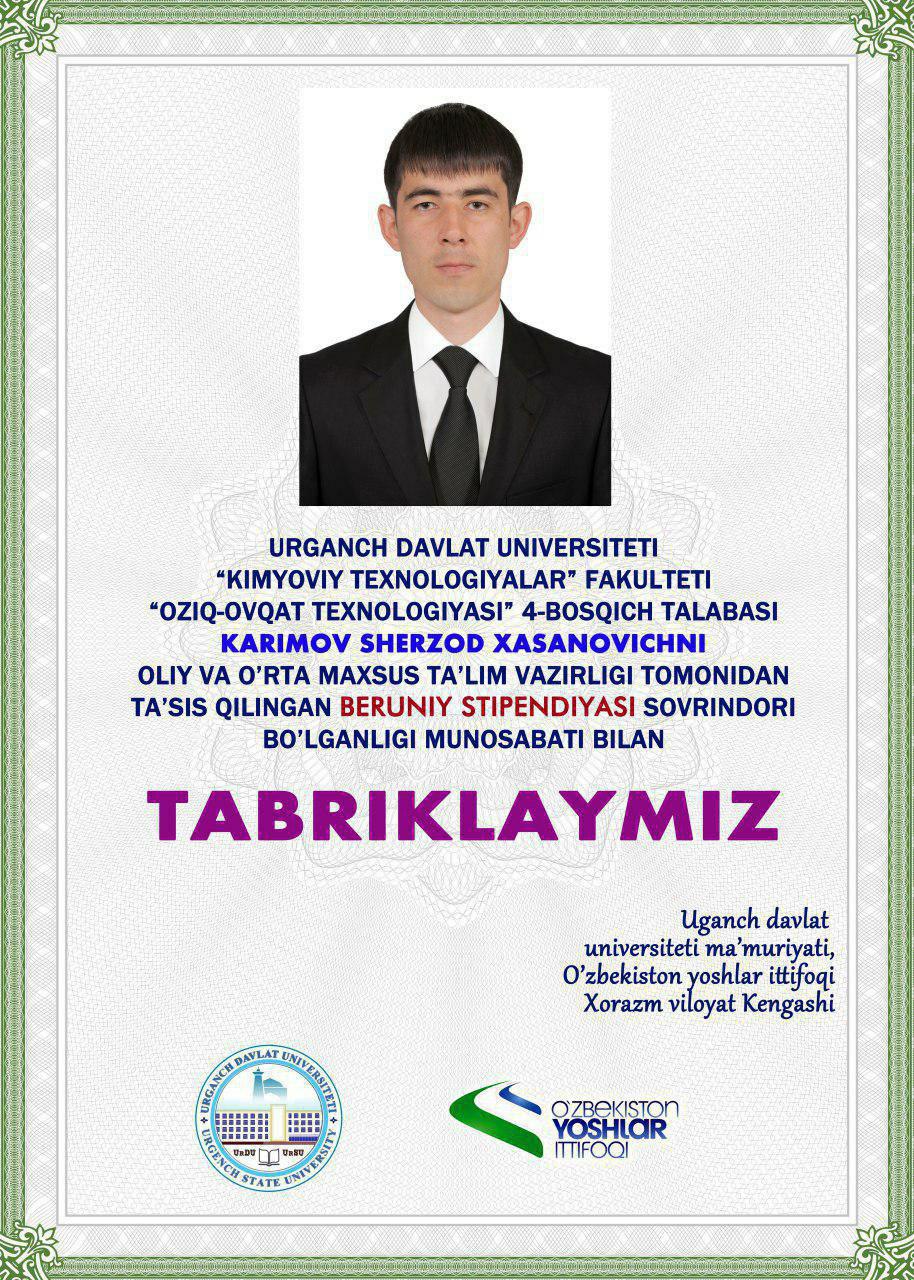 URGANCH DAVLAT UNIVERSITETI
“KIMYOVIY TEXNOLOGIYALAR” FAKULTETI
“OZIQ-OVQAT TEXNOLOGIYASI” 4-BOSQICH TALABASI
KARIMOV SHERZOD XASANOVICHNI
OLIY VA O’RTA MAXSUS TA’LIM VAZIRLIGI TOMONIDAN
TA’SIS QILINGAN BERUNIY STIPENDIYASI SOVRINDORI
BO’LGANLIGI MUNOSABATI BILAN
TABRIKLAYMIZ
Uganch davlat
universiteti ma’muriyati,
O’zbekiston yoshlar ittifoqi
Xorazm viloyat Kengashi
URGANCH DAVLAT UNIVERSITETI
UrDU UrSU
URGENCH STATE UNIVERSITY
O’ZBEKISTON
YOSHLAR
ITTIFOQI